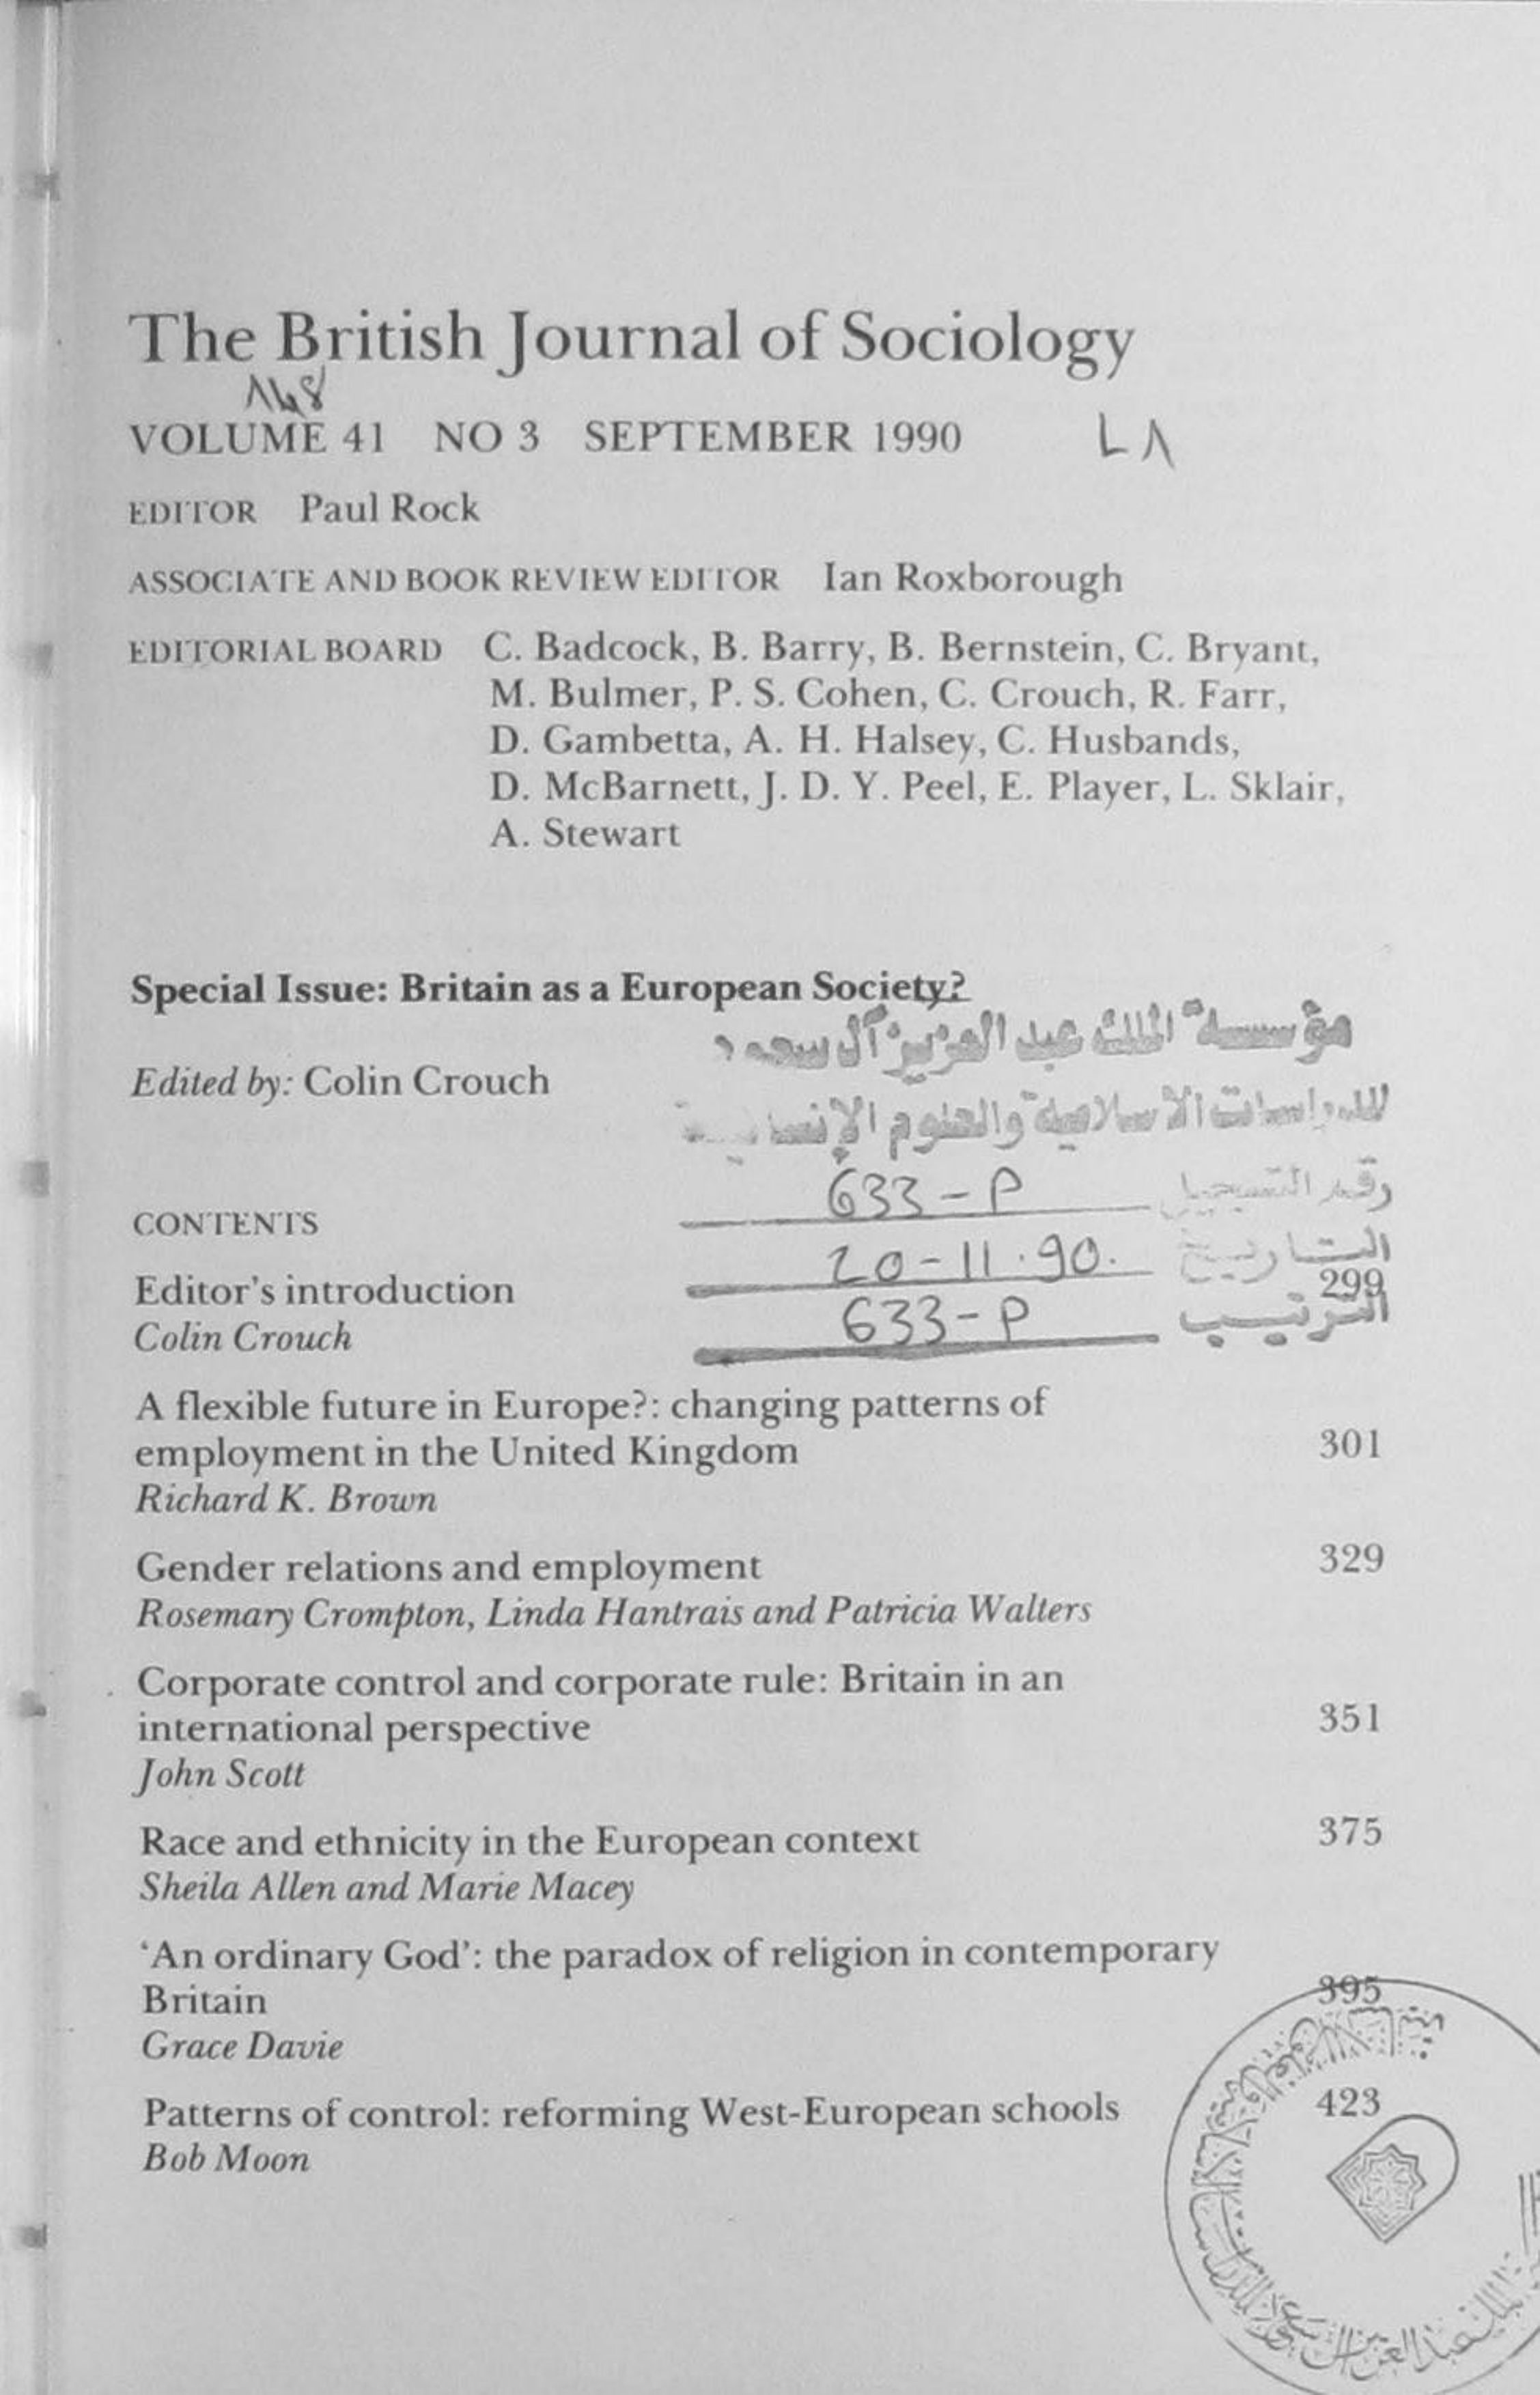 The British Journal of Sociology
VOLUME 41 NO 3 SEPTEMBER 1990
EDITOR Paul Rock
ASSOCIATE AND BOOK REVIEW EDITOR Ian Roxborough
EDITORIAL BOARD C. Badcock, B. Barry, B. Bernstein, C. Bryant,
M. Bulmer, P. S. Cohen, C. Crouch, R. Farr,
D. Gambetta, A. H. Halsey, C. Husbands,
D. McBarnett, J. D. Y. Peel, E. Player, L. Sklair,
A. Stewart
Special Issue: Britain as a European Society?
مؤسسة الملك عبد العزيز آل سعود
Edited by: Colin Crouch
للدراسات الاسلامية والعلوم الإنسانية
رقم التسجيل 633-P
CONTENTS
التاريخ 20-11.90.
Editor's introduction 299
الترتيب 633-P
Colin Crouch
A flexible future in Europe?: changing patterns of
employment in the United Kingdom 301
Richard K. Brown
Gender relations and employment 329
Rosemary Crompton, Linda Hantrais and Patricia Walters
Corporate control and corporate rule: Britain in an
international perspective 351
John Scott
Race and ethnicity in the European context 375
Sheila Allen and Marie Macey
‘An ordinary God’: the paradox of religion in contemporary
Britain 395
Grace Davie
Patterns of control: reforming West-European schools 423
Bob Moon